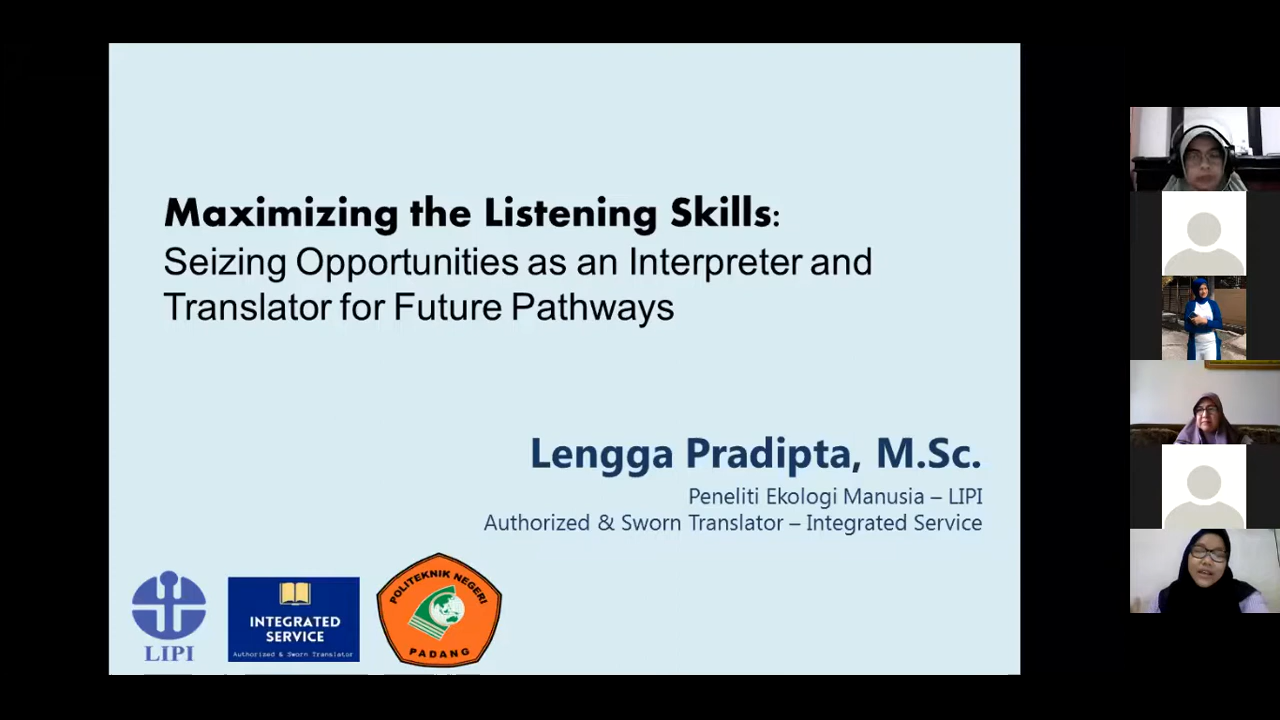 Maximizing the Listening Skills:
Seizing Opportunities as an Interpreter and
Translator for Future Pathways
Lengga Pradipta, M.Sc.
Peneliti Ekologi Manusia – LIPI
Authorized & Sworn Translator – Integrated Service
LIPI
INTEGRATED
SERVICE
Authorized & Sworn Translator
POLITEKNIK NEGERI
PADANG